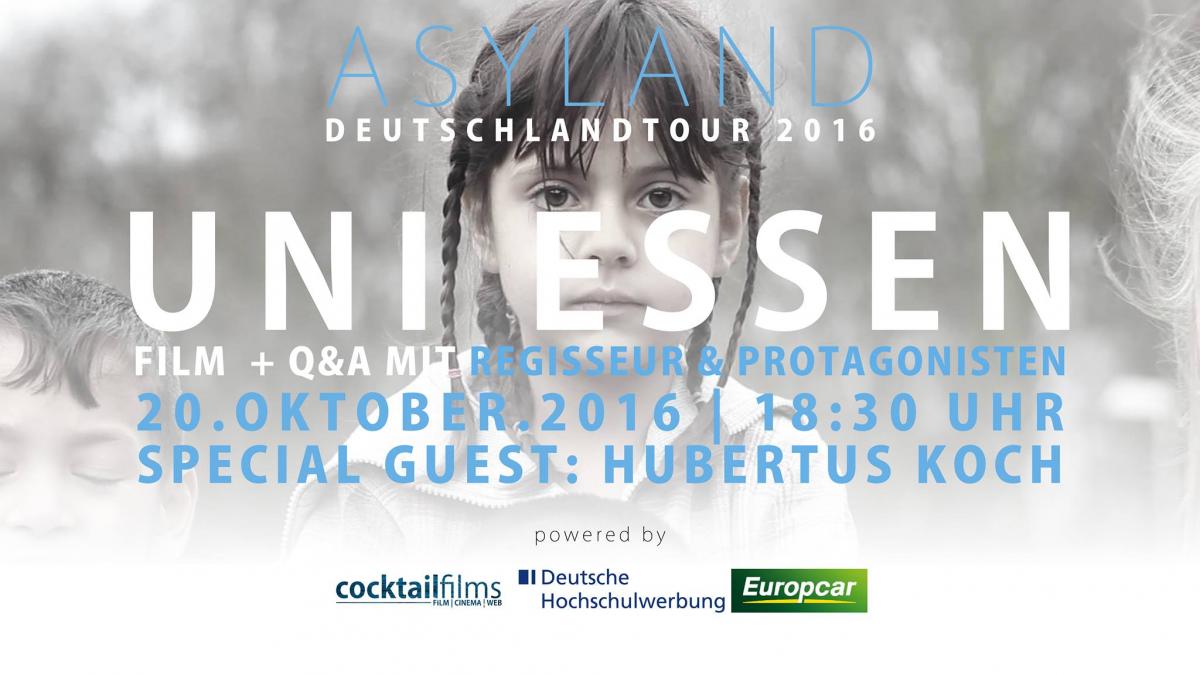 ASYLAND
DEUTSCHLANDTOUR 2016
UNI ESSEN
FILM + Q&A MIT REGISSEUR & PROTAGONISTEN
20.OKTOBER.2016 | 18:30 UHR
SPECIAL GUEST: HUBERTUS KOCH
powered by
cocktailfilms
FILM | CINEMA | WEB
Deutsche
Hochschulwerbung
Europcar